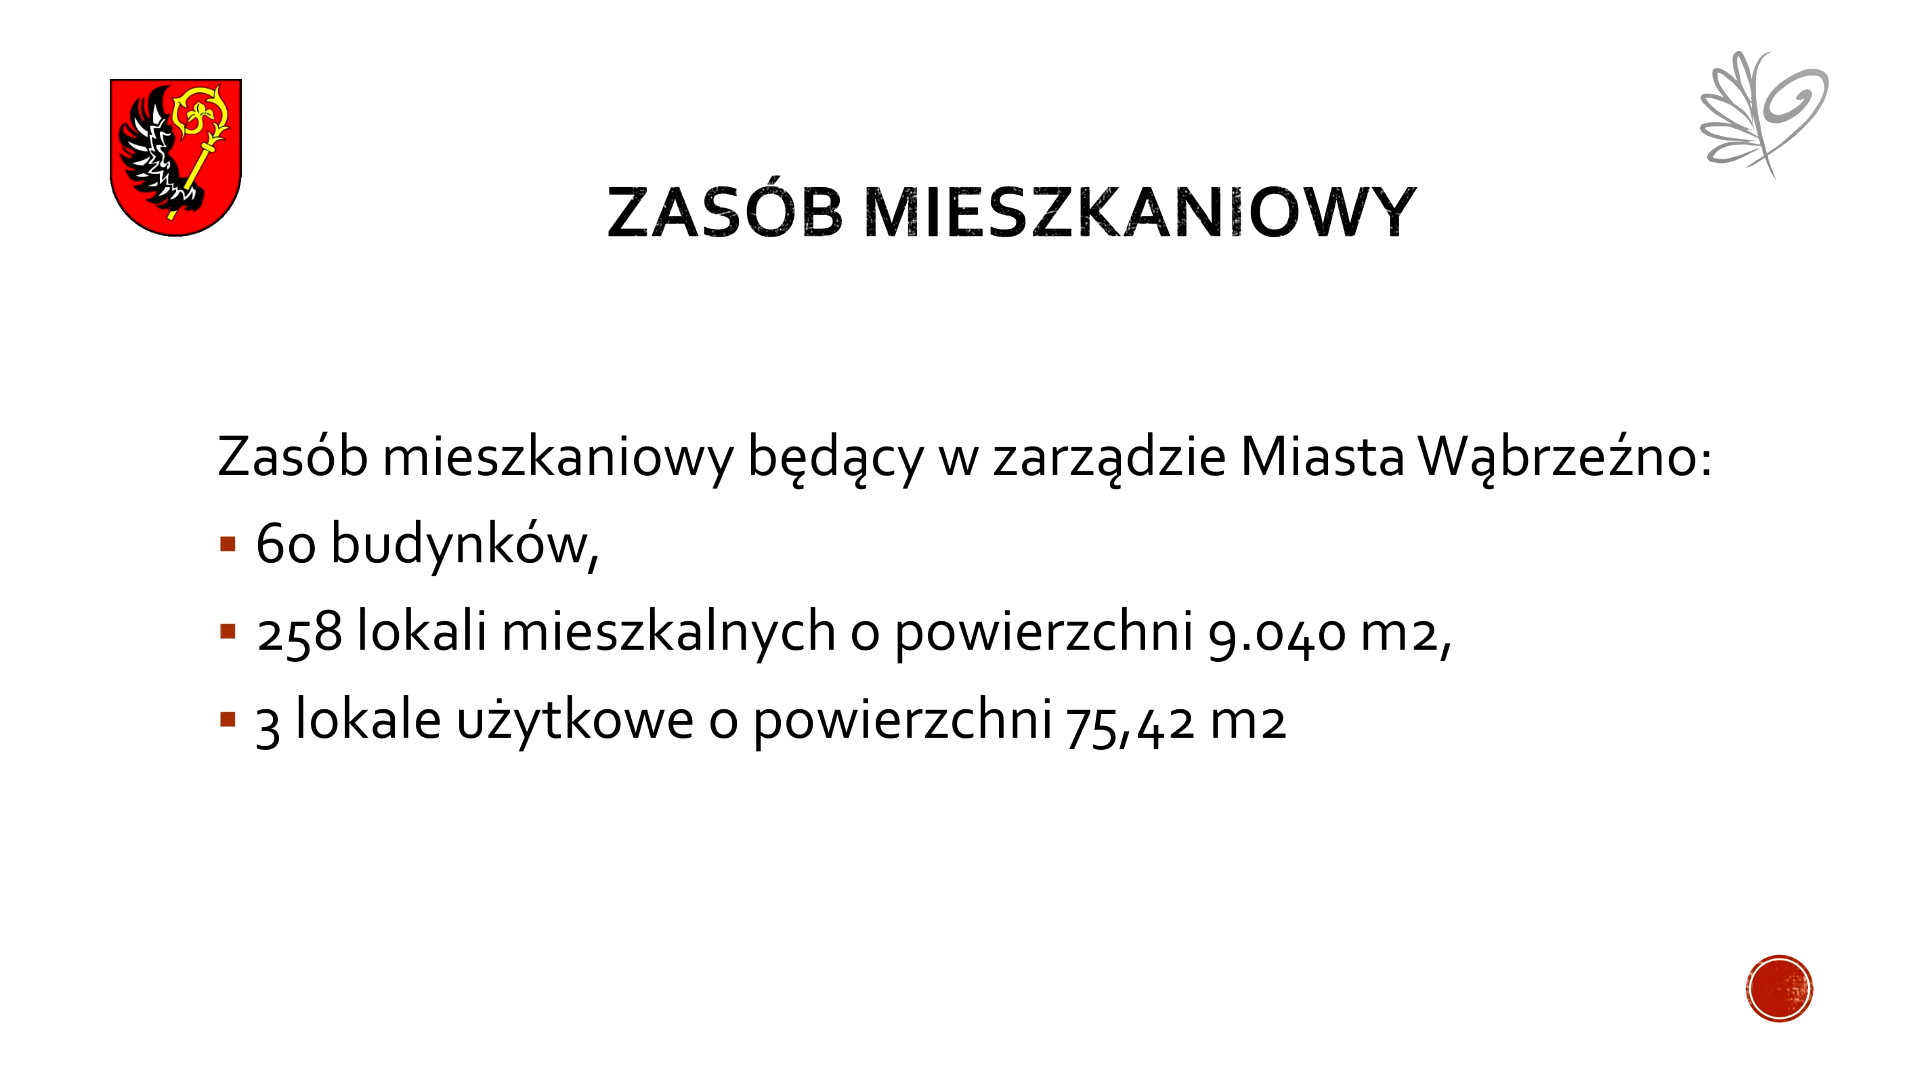 ZASÓB MIESZKANIOWY
Zasób mieszkaniowy będący w zarządzie Miasta Wąbrzeźno:
▪ 60 budynków,
▪ 258 lokali mieszkalnych o powierzchni 9.040 m2,
▪ 3 lokale użytkowe o powierzchni 75,42 m2